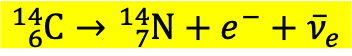 ¹⁴₆C → ¹⁴₇N + e⁻ + ν̄ₑ